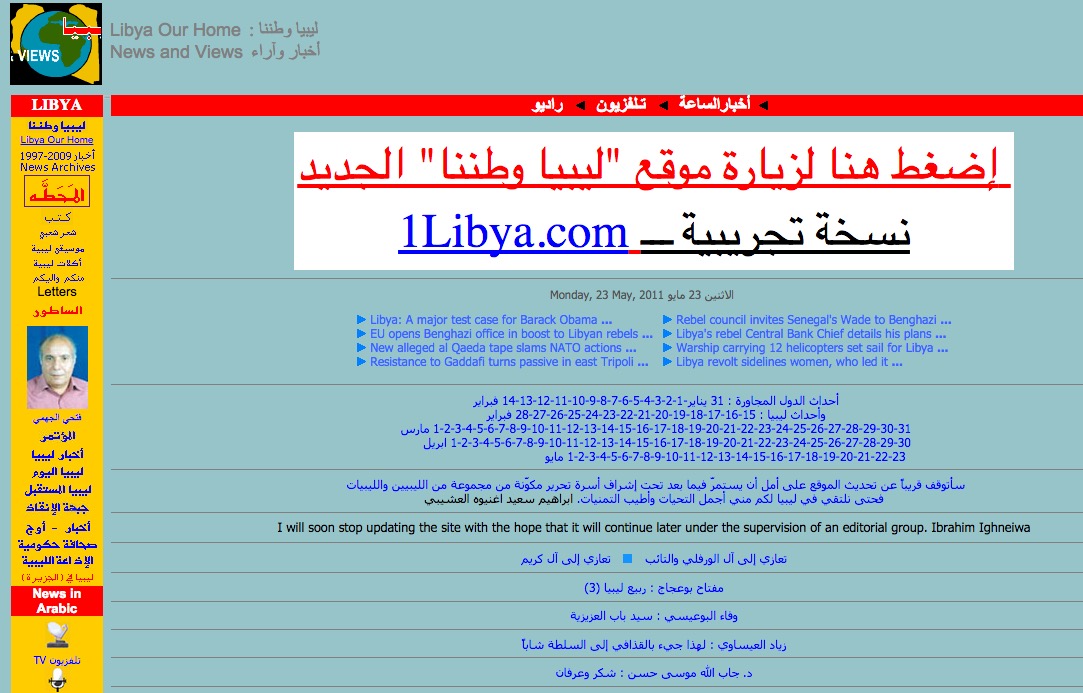 VIEWS
Libya Our Home : ليبيا وطننا
News and Views أخبار وآراء
LIBYA
ليبيا وطننا
Libya Our Home
أخبار 2009-1997
News Archives
المَحَطَّه
كتب
شعر شعبي
موسيقى ليبية
أكلات ليبية
منكم واليكم
Letters
الساطور
فتحي الجهمي
المؤتمر
أخبار ليبيا
ليبيا اليوم
ليبيا المستقبل
جبهة الإنقاذ
أخبار - أوج
صحافة حكومية
الإذاعة الليبية
ليبيا في (الجزيرة)
News in
Arabic
تلفزيون TV
أخبارالساعة ◄ تـلفزيون ◄ راديو
إضغط هنا لزيارة موقع "ليبيا وطننا" الجديد
نسخة تجريبية ــ 1Libya.com
Monday, 23 May, 2011 الاثنين 23 مايو
Libya: A major test case for Barack Obama ...
EU opens Benghazi office in boost to Libyan rebels ...
New alleged al Qaeda tape slams NATO actions ...
Resistance to Gaddafi turns passive in east Tripoli ...
Rebel council invites Senegal's Wade to Benghazi ...
Libya's rebel Central Bank Chief details his plans ...
Warship carrying 12 helicopters set sail for Libya ...
Libya revolt sidelines women, who led it ...
أحداث الدول المجاورة : 31 يناير-1-2-3-4-5-6-7-8-9-10-11-12-13-14 فبراير
وأحداث ليبيا : 15-16-17-18-19-20-21-22-23-24-25-26-27-28 فبراير
1-2-3-4-5-6-7-8-9-10-11-12-13-14-15-16-17-18-19-20-21-22-23-24-25-26-27-28-29-30-31 مارس
1-2-3-4-5-6-7-8-9-10-11-12-13-14-15-16-17-18-19-20-21-22-23-24-25-26-27-28-29-30 ابريل
1-2-3-4-5-6-7-8-9-10-11-12-13-14-15-16-17-18-19-20-21-22-23 مايو
سأتوقف قريباً عن تحديث الموقع على أمل أن يستمرّ فيما بعد تحت إشراف أسرة تحرير مكوّنة من مجموعة من الليبيين والليبيات
فحتى نلتقي في ليبيا لكم مني أجمل التحيات وأطيب التمنيات. ابراهيم سعيد اغنيوه العشيبي
I will soon stop updating the site with the hope that it will continue later under the supervision of an editorial group. Ibrahim Ighneiwa
تعازي إلى آل الورفلي والتائب ■ تعازي إلى آل كريم
مفتاح بوعجاج : ربيع ليبيا (3)
وفاء البوعيسي : سيد باب العزيزية
زياد العيساوي : لهذا جيء بالقذافي إلى السلطة شاباً
د. جاب الله موسى حسن : شكر وعرفان